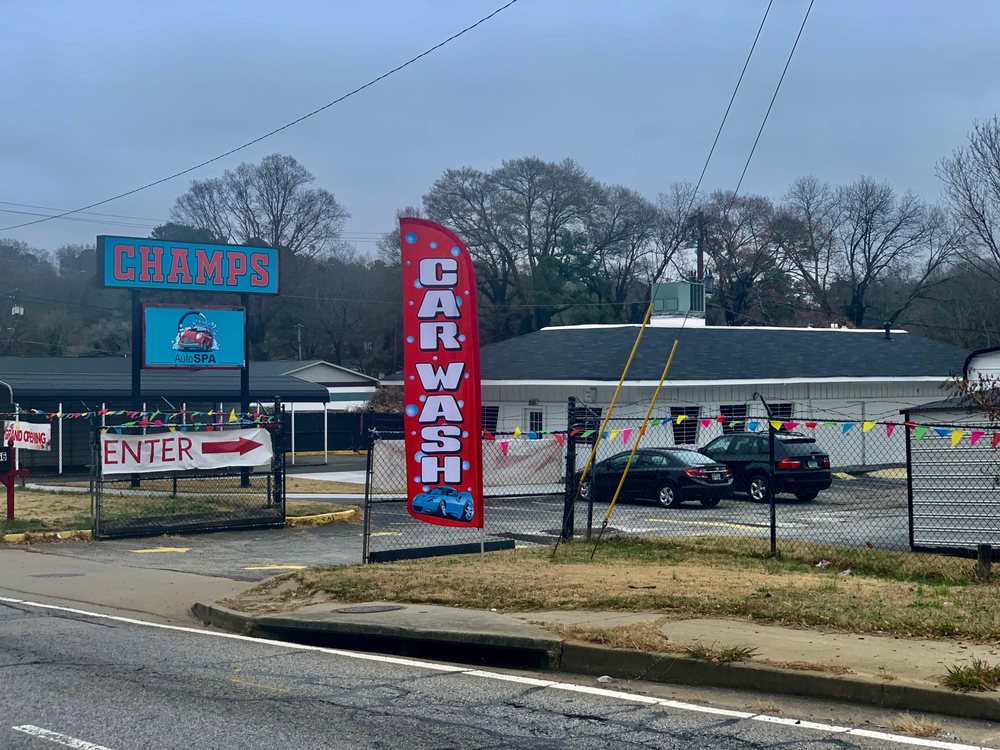 CHAMPS
AutoSPA
CAR WASH
GRAND OPENING
ENTER